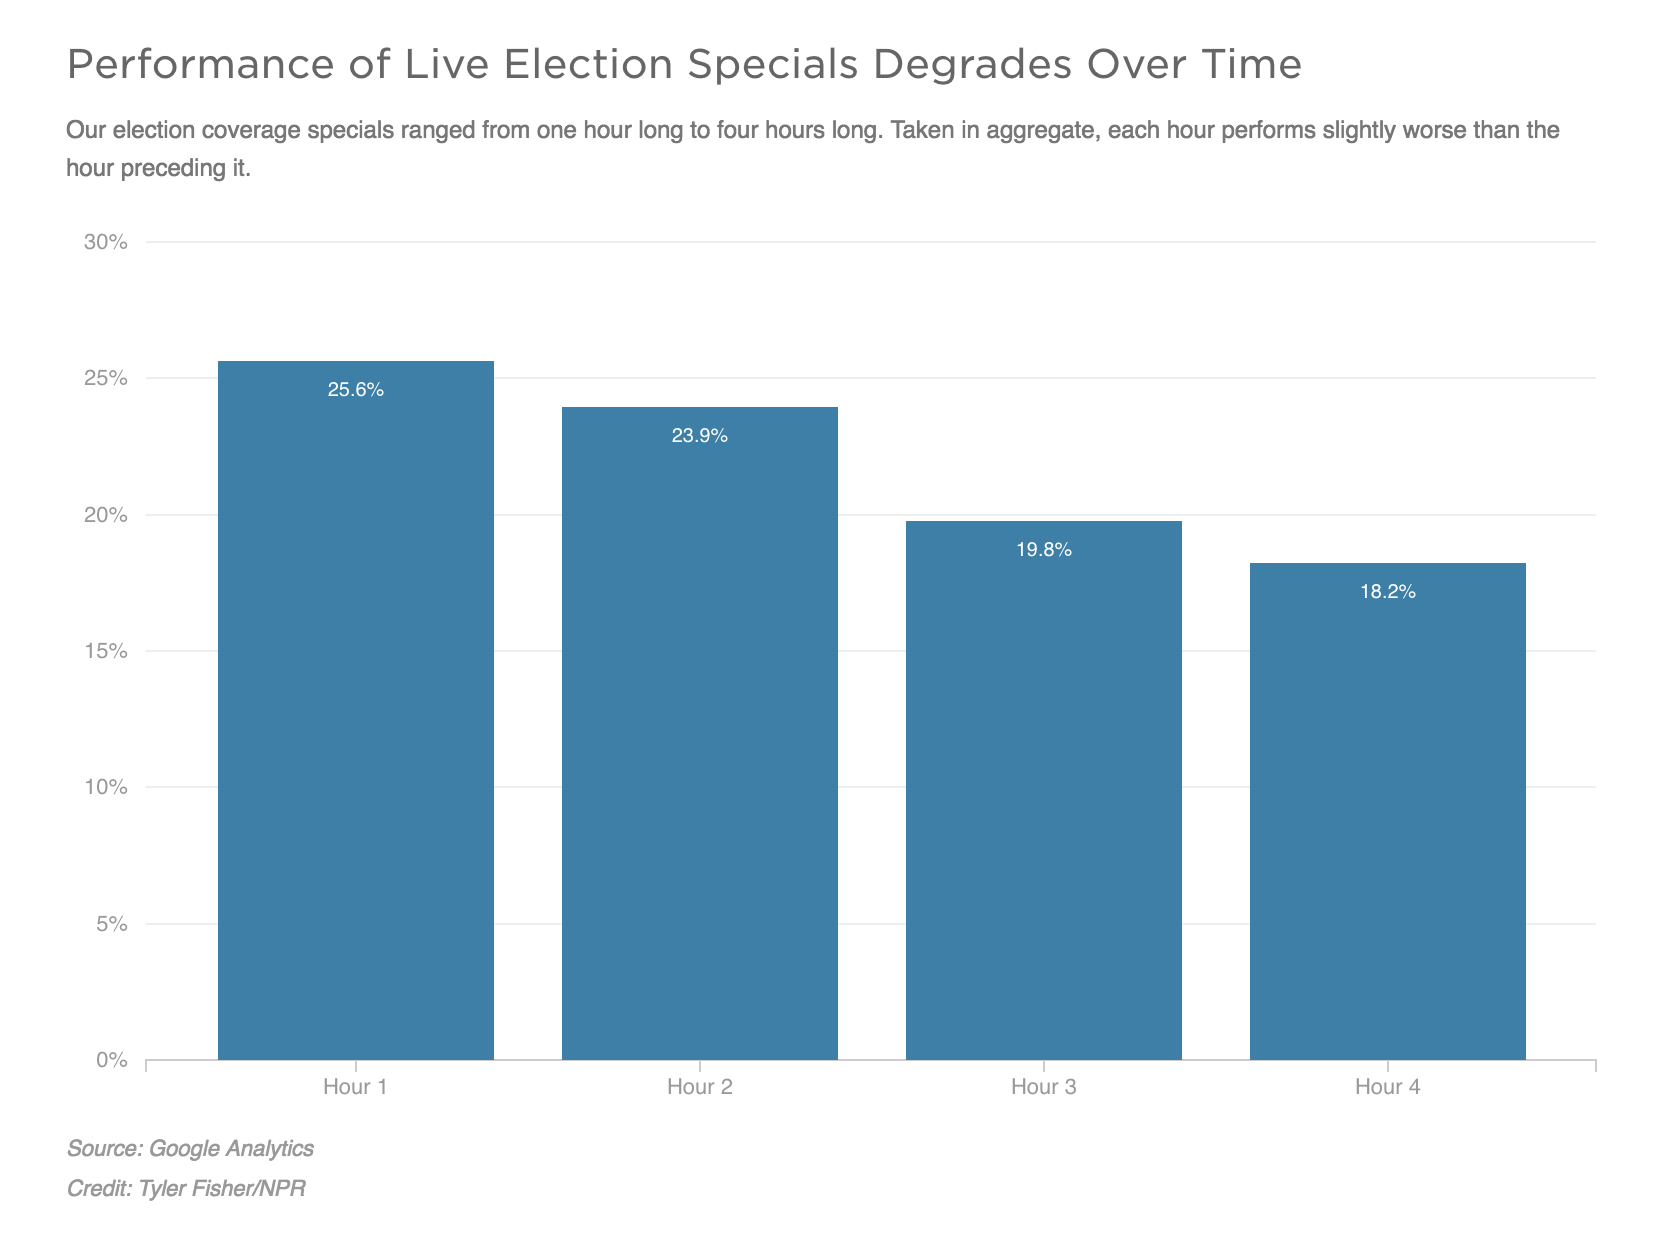 Performance of Live Election Specials Degrades Over Time
Our election coverage specials ranged from one hour long to four hours long. Taken in aggregate, each hour performs slightly worse than the
hour preceding it.
30%
25%
20%
15%
10%
5%
0%
25.6%
23.9%
19.8%
18.2%
Hour 1
Hour 2
Hour 3
Hour 4
Source: Google Analytics
Credit: Tyler Fisher/NPR